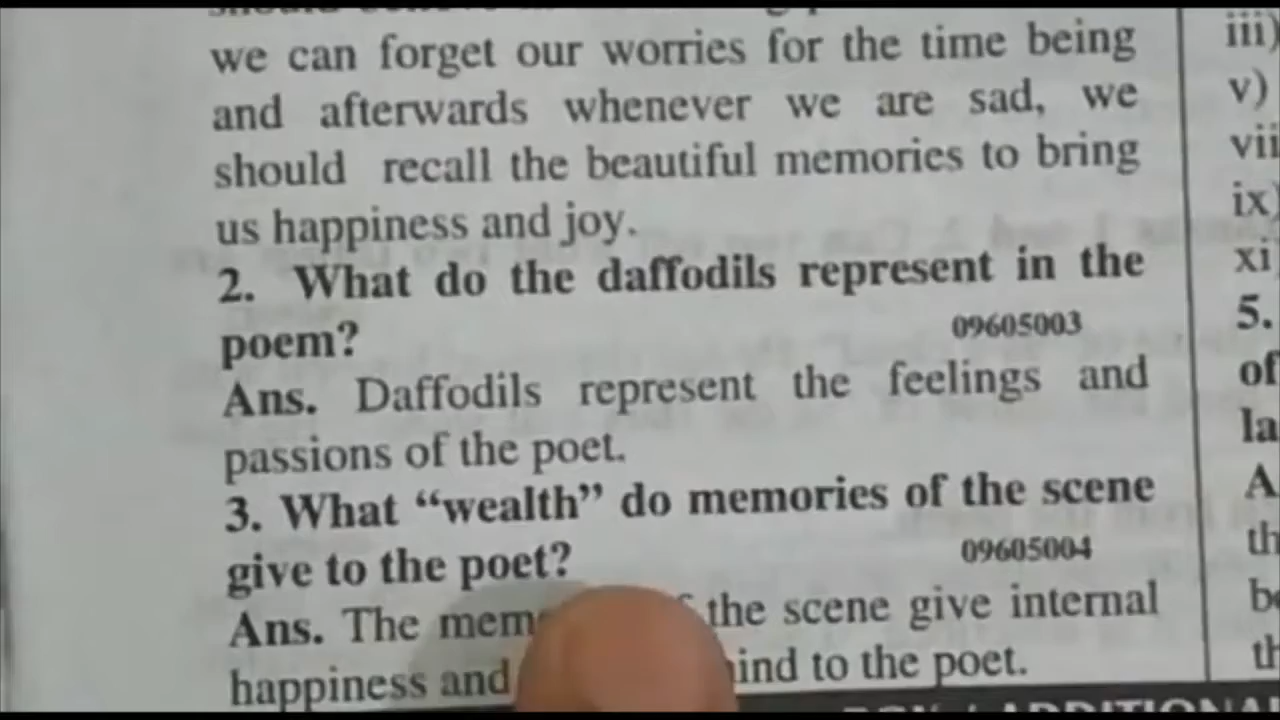 we can forget our worries for the time being
and afterwards whenever we are sad, we
should recall the beautiful memories to bring
us happiness and joy.
2. What do the daffodils represent in the
poem? 09605003
Ans. Daffodils represent the feelings and
passions of the poet.
3. What “wealth” do memories of the scene
give to the poet? 09605004
Ans. The the scene give internal
happiness and to the poet.
iii)
v)
vii
ix)
xi
5.
of
la
A
th
be
th